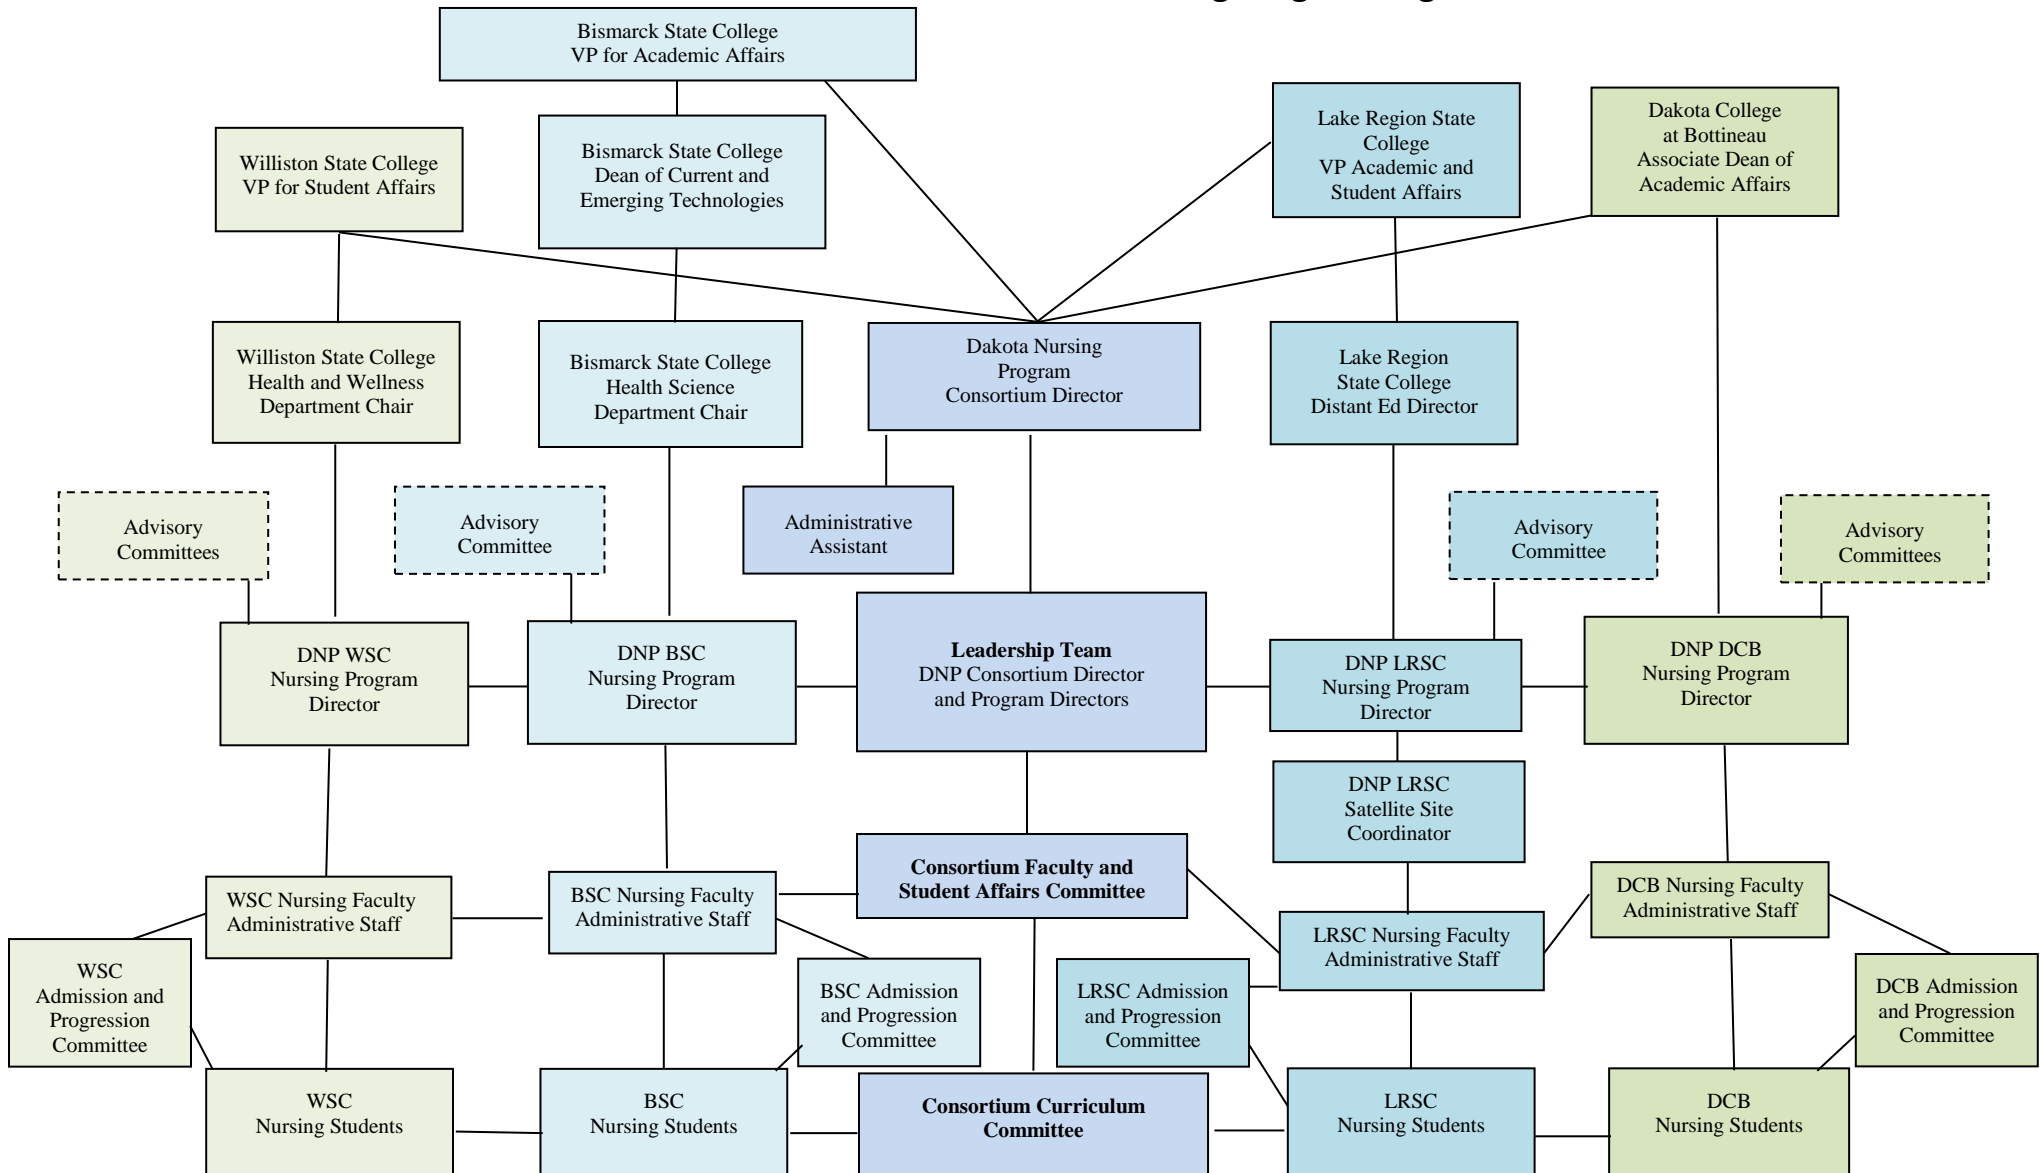 Bismarck State College
VP for Academic Affairs
Williston State College
VP for Student Affairs
Bismarck State College
Dean of Current and
Emerging Technologies
Lake Region State
College
VP Academic and
Student Affairs
Dakota College
at Bottineau
Associate Dean of
Academic Affairs
Williston State College
Health and Wellness
Department Chair
Bismarck State College
Health Science
Department Chair
Dakota Nursing
Program
Consortium Director
Lake Region
State College
Distant Ed Director
Advisory
Committees
Advisory
Committee
Administrative
Assistant
Advisory
Committee
Advisory
Committees
DNP WSC
Nursing Program
Director
DNP BSC
Nursing Program
Director
Leadership Team
DNP Consortium Director
and Program Directors
DNP LRSC
Nursing Program
Director
DNP DCB
Nursing Program
Director
DNP LRSC
Satellite Site
Coordinator
WSC Nursing Faculty
Administrative Staff
BSC Nursing Faculty
Administrative Staff
Consortium Faculty and
Student Affairs Committee
LRSC Nursing Faculty
Administrative Staff
DCB Nursing Faculty
Administrative Staff
WSC
Admission and
Progression
Committee
BSC Admission
and Progression
Committee
LRSC Admission
and Progression
Committee
DCB Admission
and Progression
Committee
WSC
Nursing Students
BSC
Nursing Students
Consortium Curriculum
Committee
LRSC
Nursing Students
DCB
Nursing Students